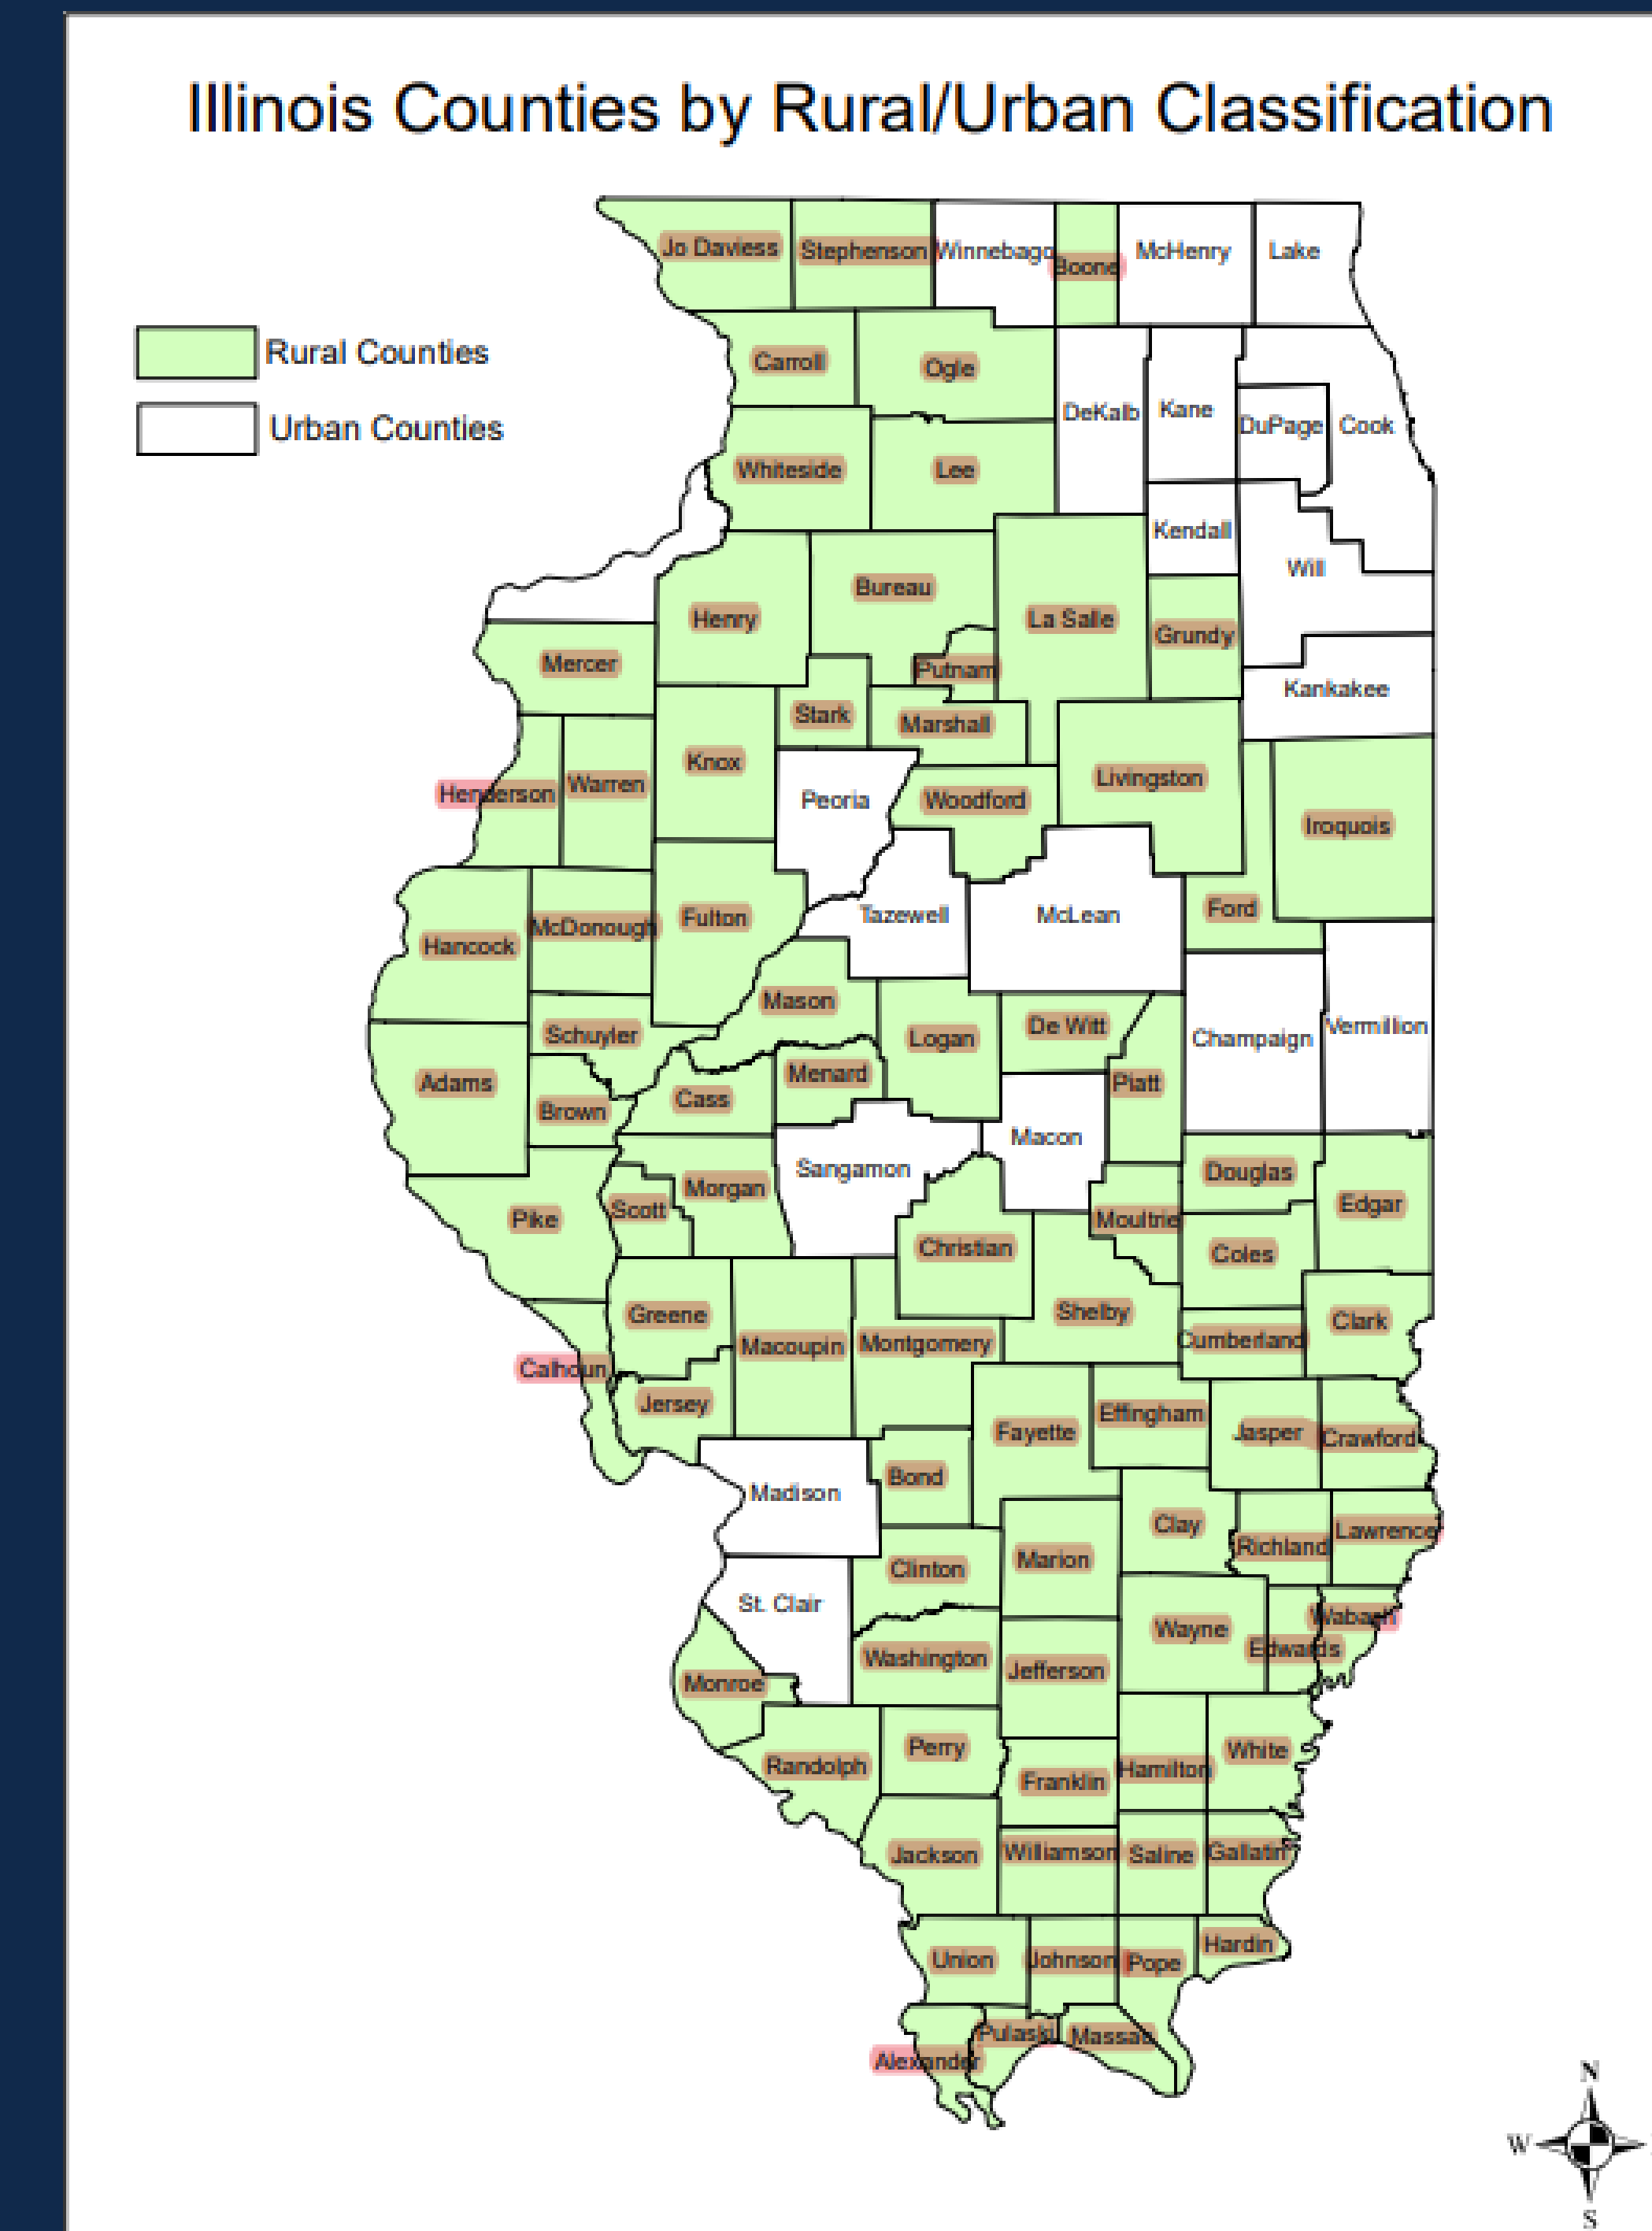 Illinois Counties by Rural/Urban Classification
Rural Counties
Urban Counties
Jo Daviess
Stephenson
Winnebago
Boone
McHenry
Lake
Carroll
Ogle
DeKalb
Kane
DuPage
Cook
Whiteside
Lee
Kendall
Will
Bureau
Henry
La Salle
Grundy
Mercer
Putnam
Kankakee
Stark
Marshall
Knox
Henderson
Warren
Peoria
Woodford
Livingston
Iroquois
Hancock
McDonough
Fulton
Tazewell
McLean
Ford
Mason
Schuyler
Logan
De Witt
Champaign
Vermillion
Adams
Brown
Cass
Menard
Piatt
Macon
Sangamon
Morgan
Scott
Pike
Douglas
Edgar
Moultrie
Christian
Coles
Greene
Macoupin
Montgomery
Shelby
Cumberland
Clark
Calhoun
Jersey
Fayette
Effingham
Jasper
Crawford
Madison
Bond
Clay
Richland
Lawrence
Clinton
Marion
St. Clair
Wayne
Wabash
Edwards
Washington
Jefferson
Monroe
Randolph
Perry
Franklin
Hamilton
White
Jackson
Williamson
Saline
Gallatin
Union
Johnson
Pope
Hardin
Alexander
Pulaski
Massac
N
W
S